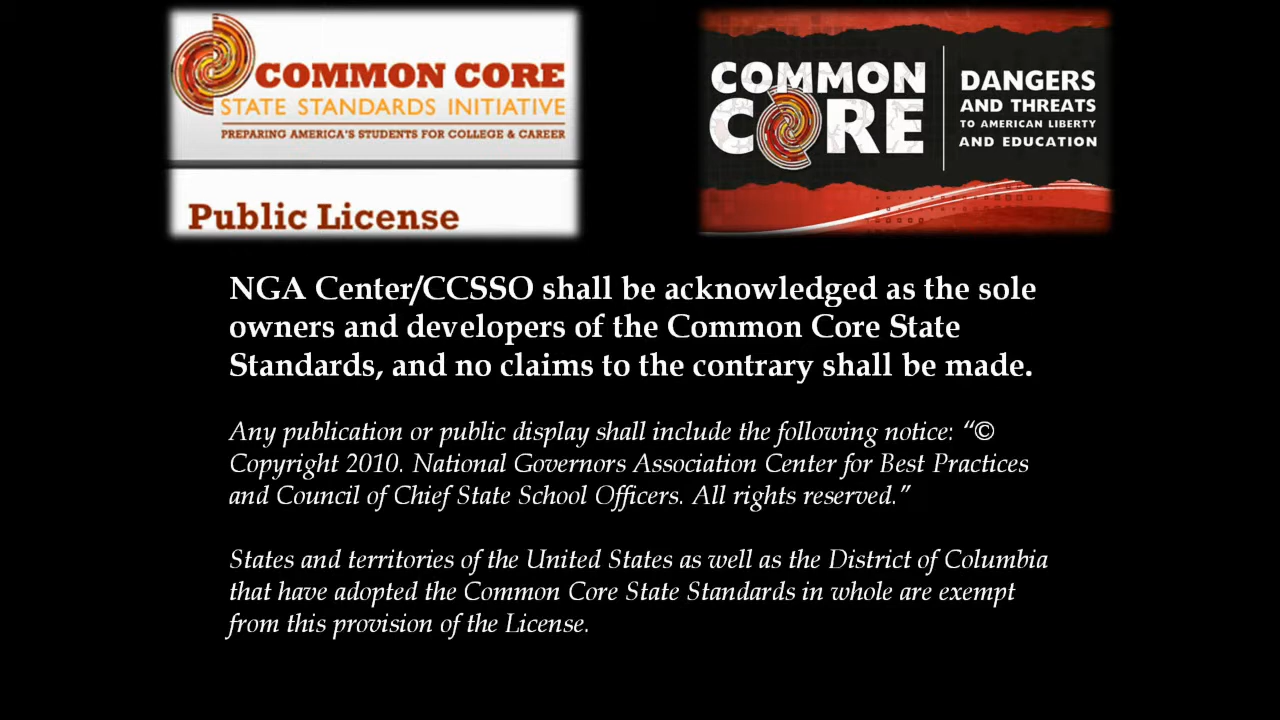 COMMON CORE
STATE STANDARDS INITIATIVE
PREPARING AMERICA'S STUDENTS FOR COLLEGE & CAREER
Public License
COMMON
CORE
DANGERS
AND THREATS
TO AMERICAN LIBERTY
AND EDUCATION
NGA Center/CCSSO shall be acknowledged as the sole
owners and developers of the Common Core State
Standards, and no claims to the contrary shall be made.
Any publication or public display shall include the following notice: “©
Copyright 2010. National Governors Association Center for Best Practices
and Council of Chief State School Officers. All rights reserved.”
States and territories of the United States as well as the District of Columbia
that have adopted the Common Core State Standards in whole are exempt
from this provision of the License.